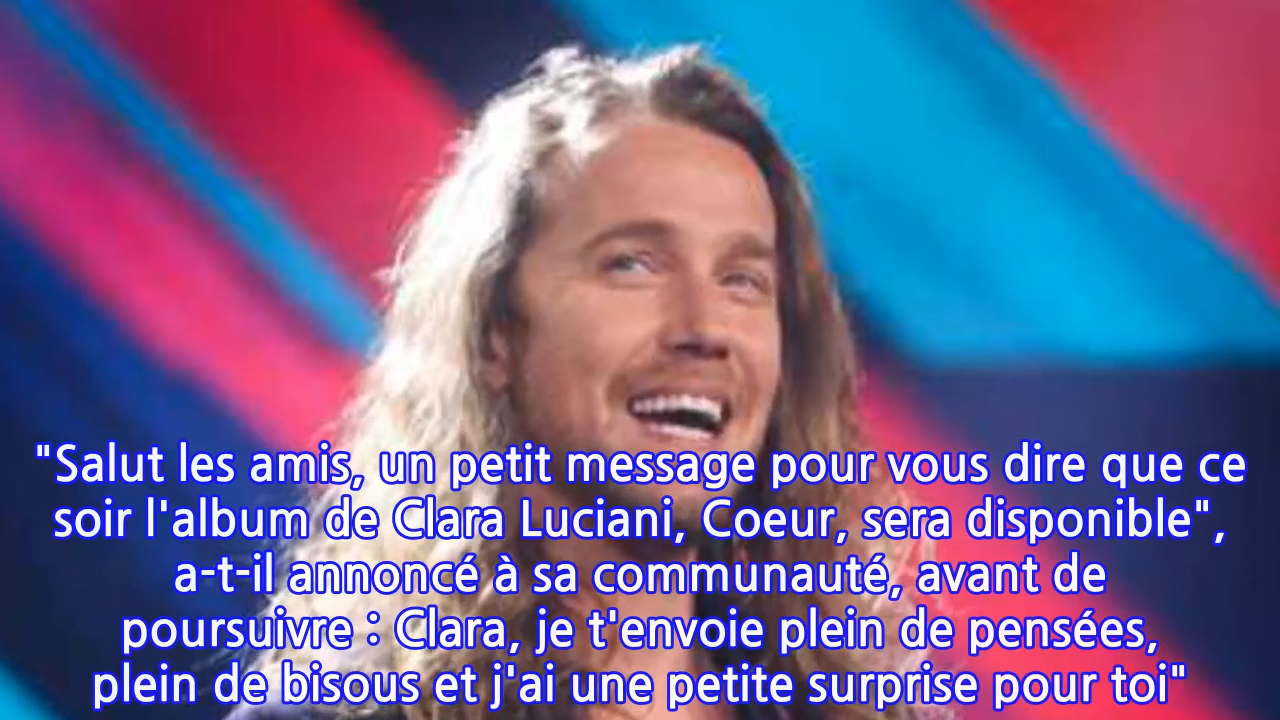 "Salut les amis, un petit message pour vous dire que ce
soir l'album de Clara Luciani, Coeur, sera disponible",
a-t-il annoncé à sa communauté, avant de
poursuivre : Clara, je t'envoie plein de pensées,
plein de bisous et j'ai une petite surprise pour toi"